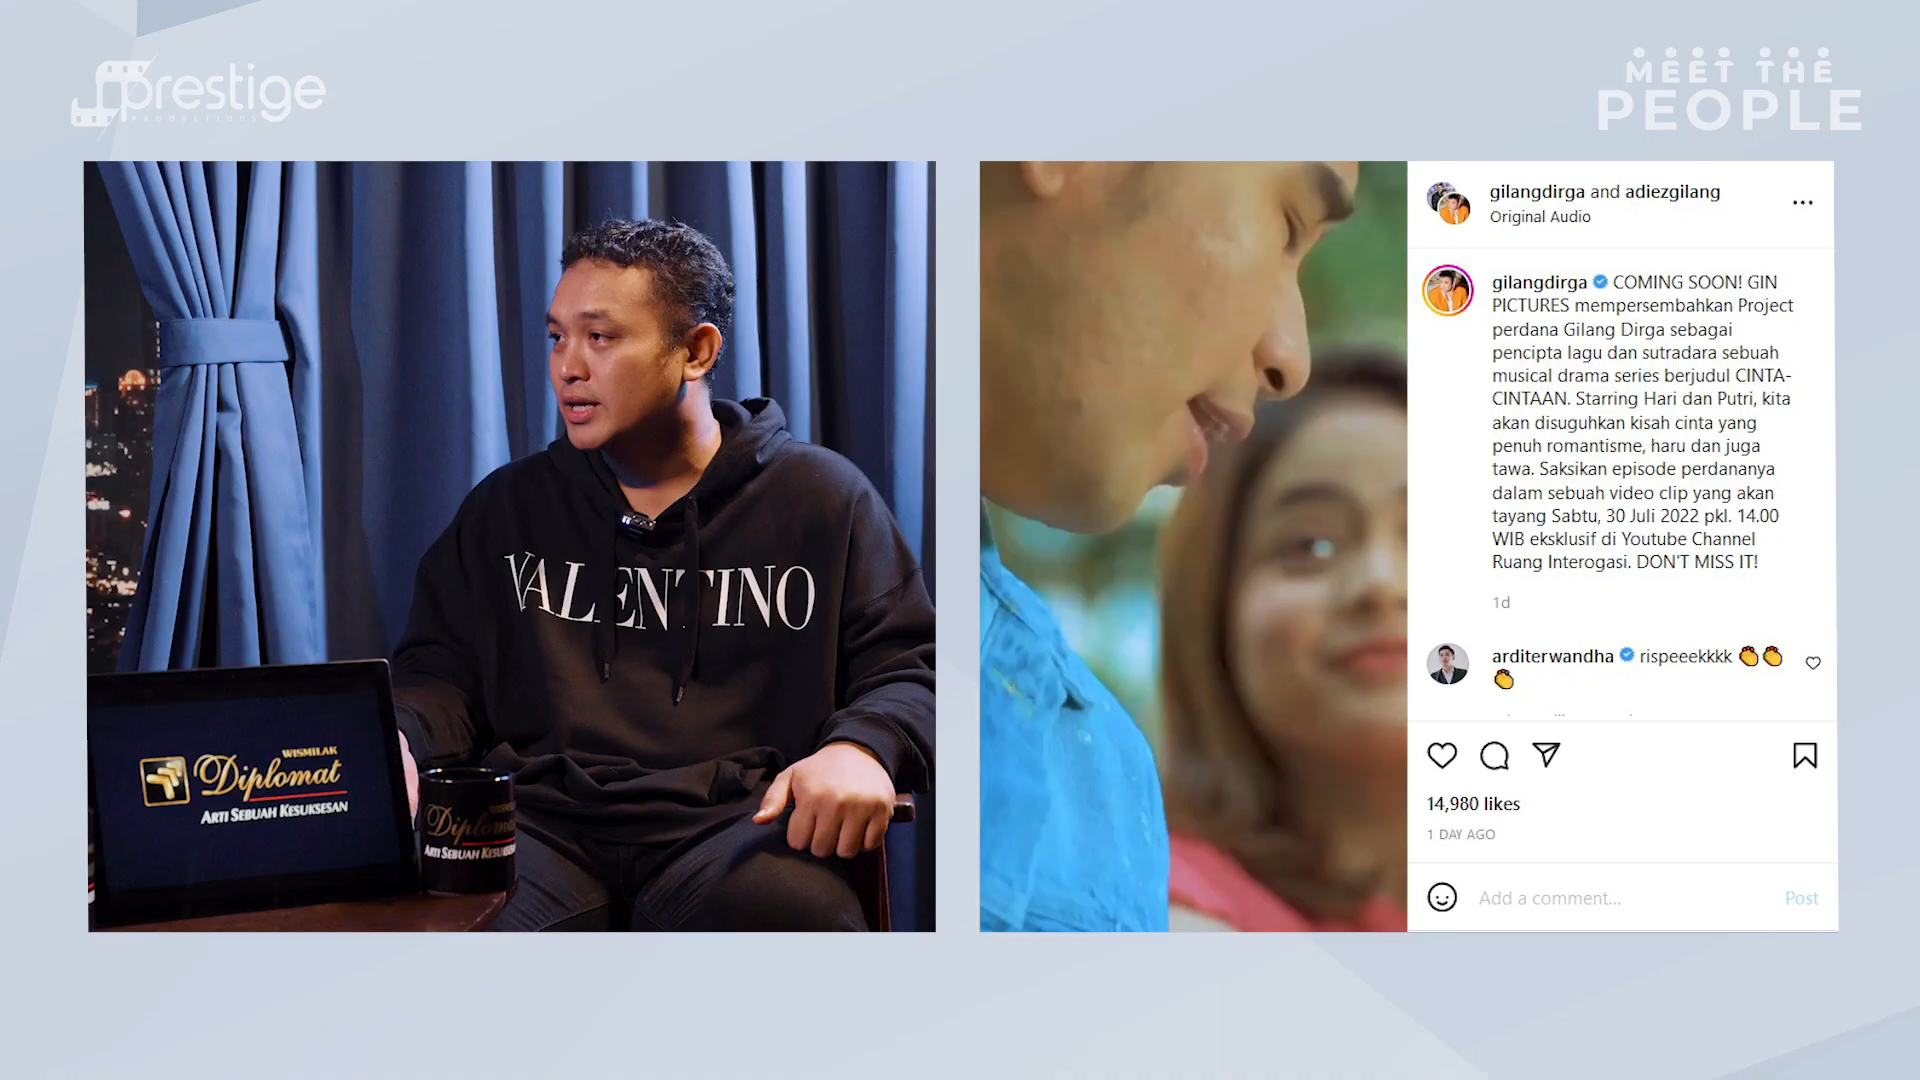 prestige
PRODUCTIONS
MEET THE
PEOPLE
VALENTINO
WISMILAK
Diplomat
ARTI SEBUAH KESUKSESAN
gilangdirga and adiezgilang
Original Audio
gilangdirga COMING SOON! GIN
PICTURES mempersembahkan Project
perdana Gilang Dirga sebagai
pencipta lagu dan sutradara sebuah
musical drama series berjudul CINTA-
CINTAAN. Starring Hari dan Putri, kita
akan disuguhkan kisah cinta yang
penuh romantisme, haru dan juga
tawa. Saksikan episode perdananya
dalam sebuah video clip yang akan
tayang Sabtu, 30 Juli 2022 pkl. 14.00
WIB eksklusif di Youtube Channel
Ruang Interogasi. DON'T MISS IT!
1d
arditerwandha rispeeekkkk 👏👏
👏
14,980 likes
1 DAY AGO
Add a comment... Post